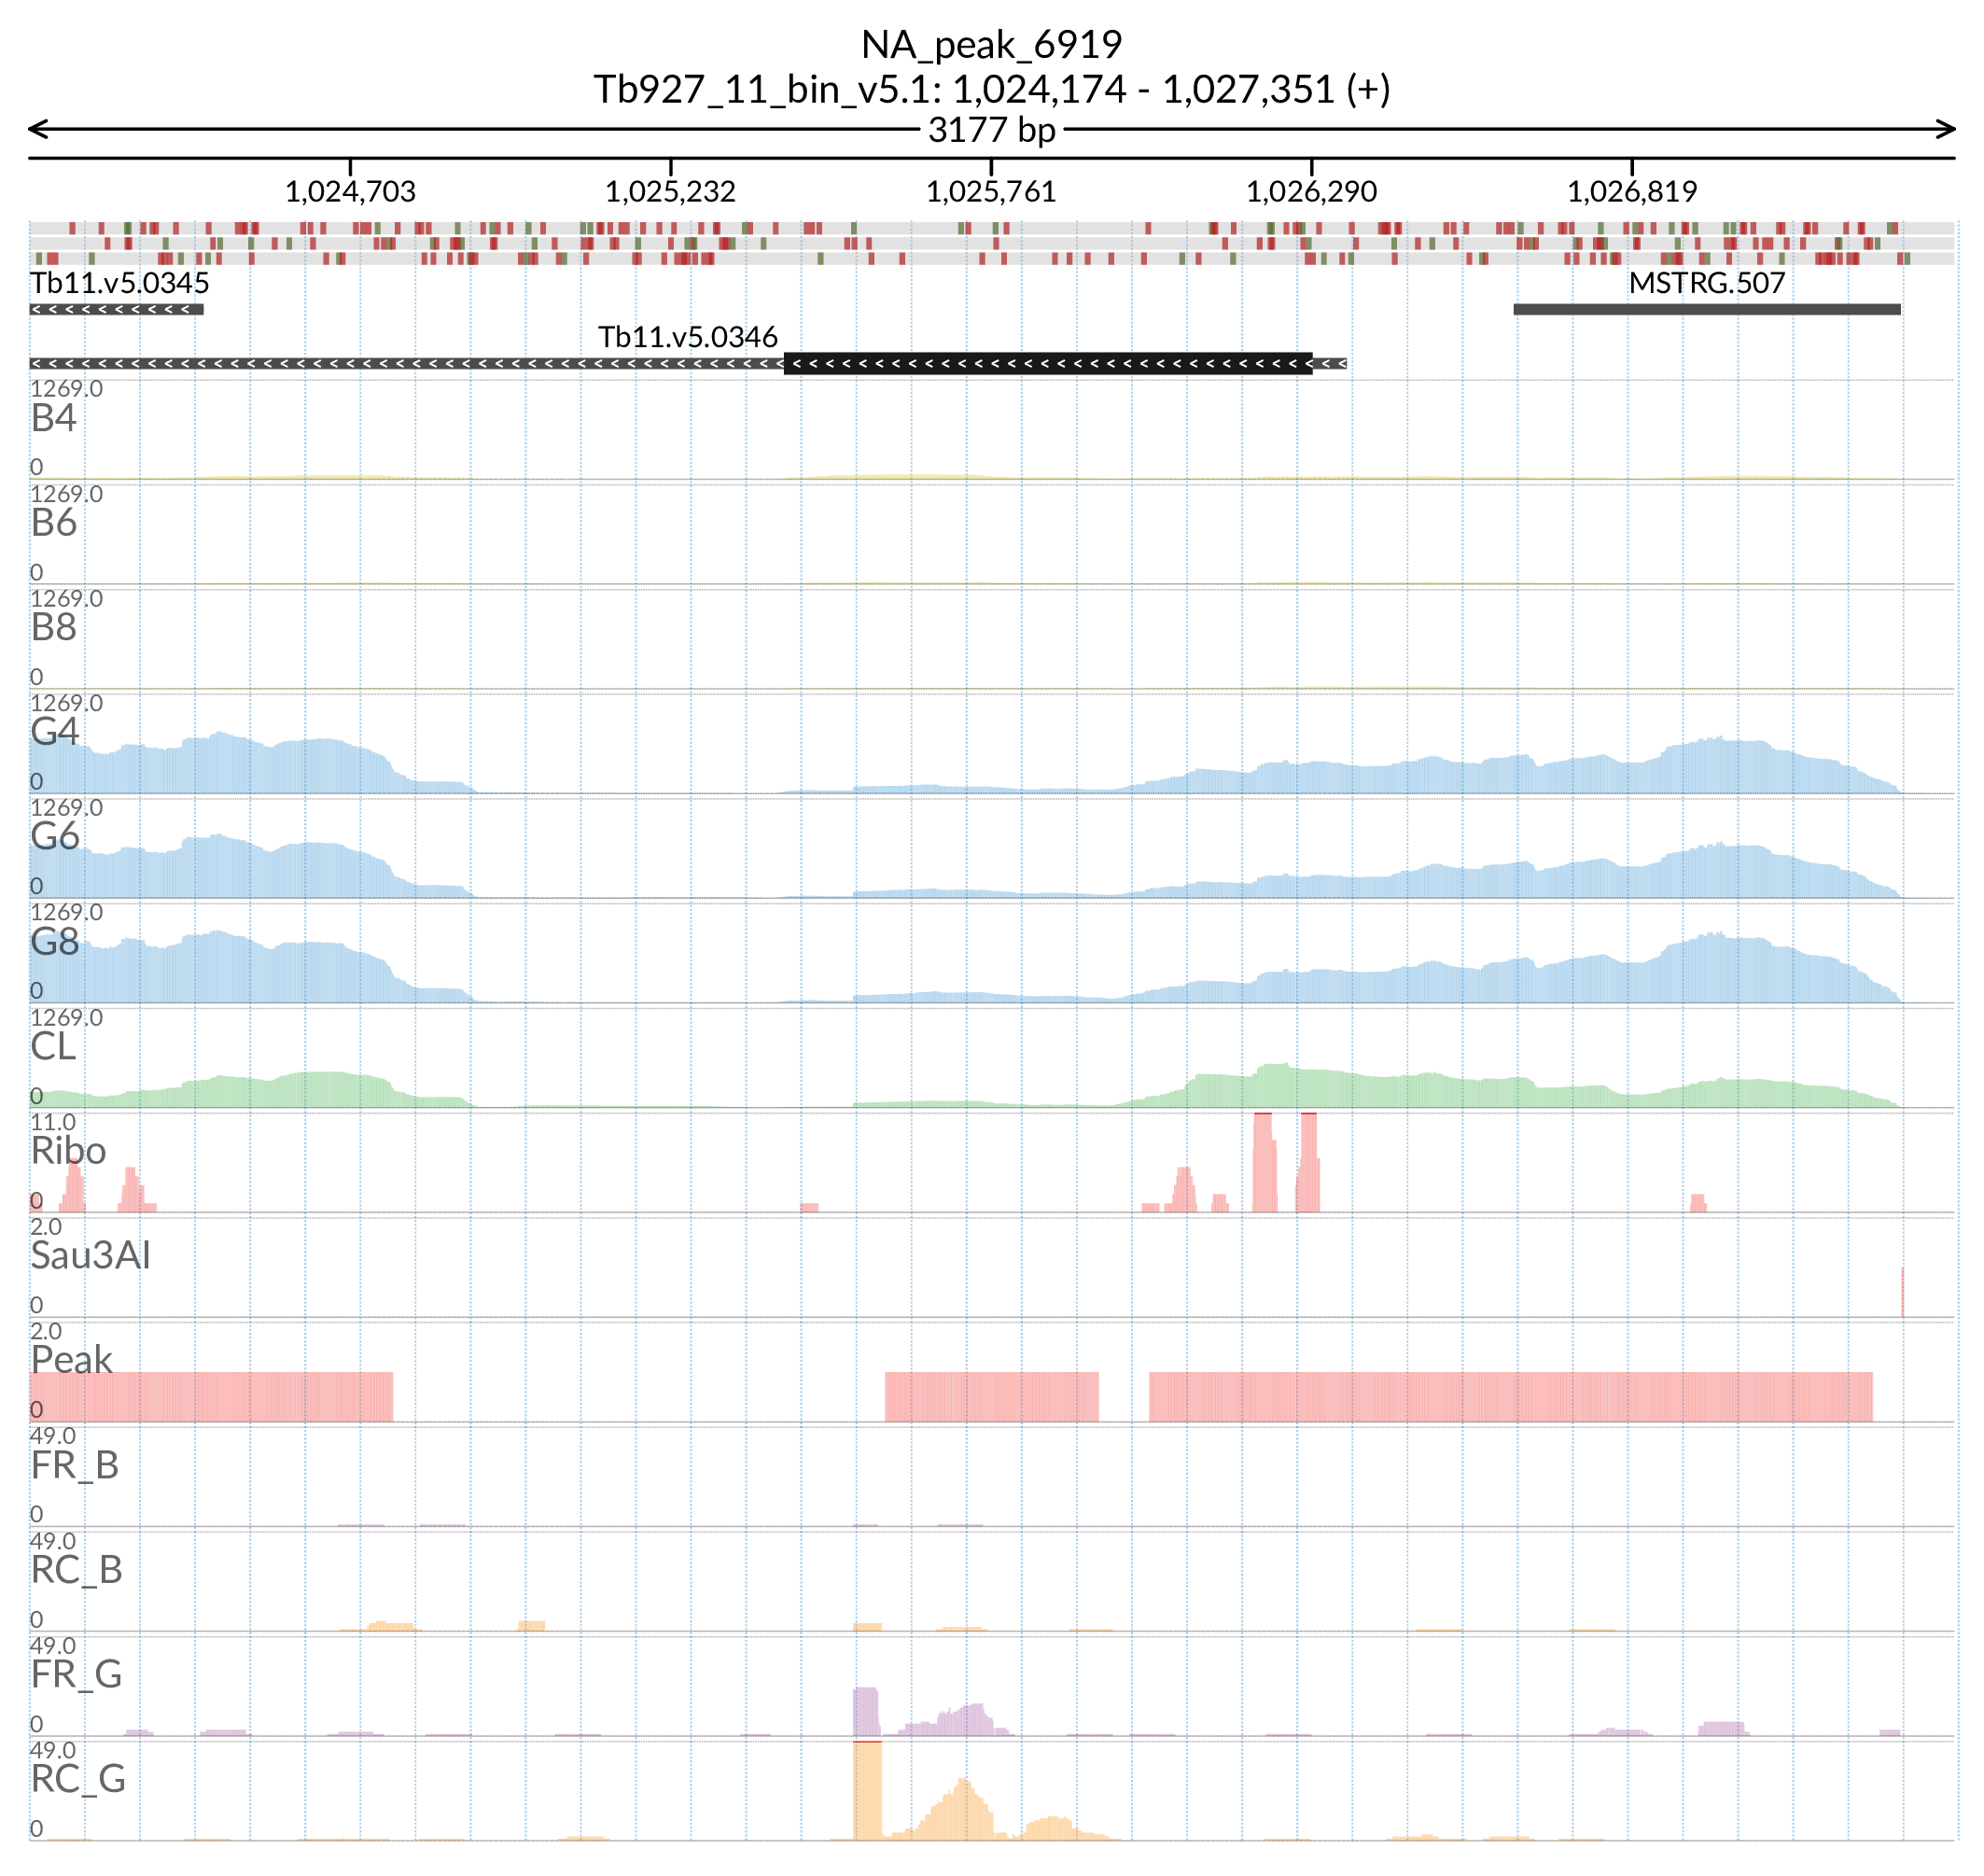 NA_peak_6919
Tb927_11_bin_v5.1: 1,024,174 - 1,027,351 (+)
3177 bp
1,024,703 1,025,232 1,025,761 1,026,290 1,026,819
Tb11.v5.0345 MSTRG.507
Tb11.v5.0346
1269.0
B4
0
1269.0
B6
0
1269.0
B8
0
1269.0
G4
0
1269.0
G6
0
1269.0
G8
0
1269.0
CL
0
11.0
Ribo
0
2.0
Sau3AI
0
2.0
Peak
0
49.0
FR_B
0
49.0
RC_B
0
49.0
FR_G
0
49.0
RC_G
0